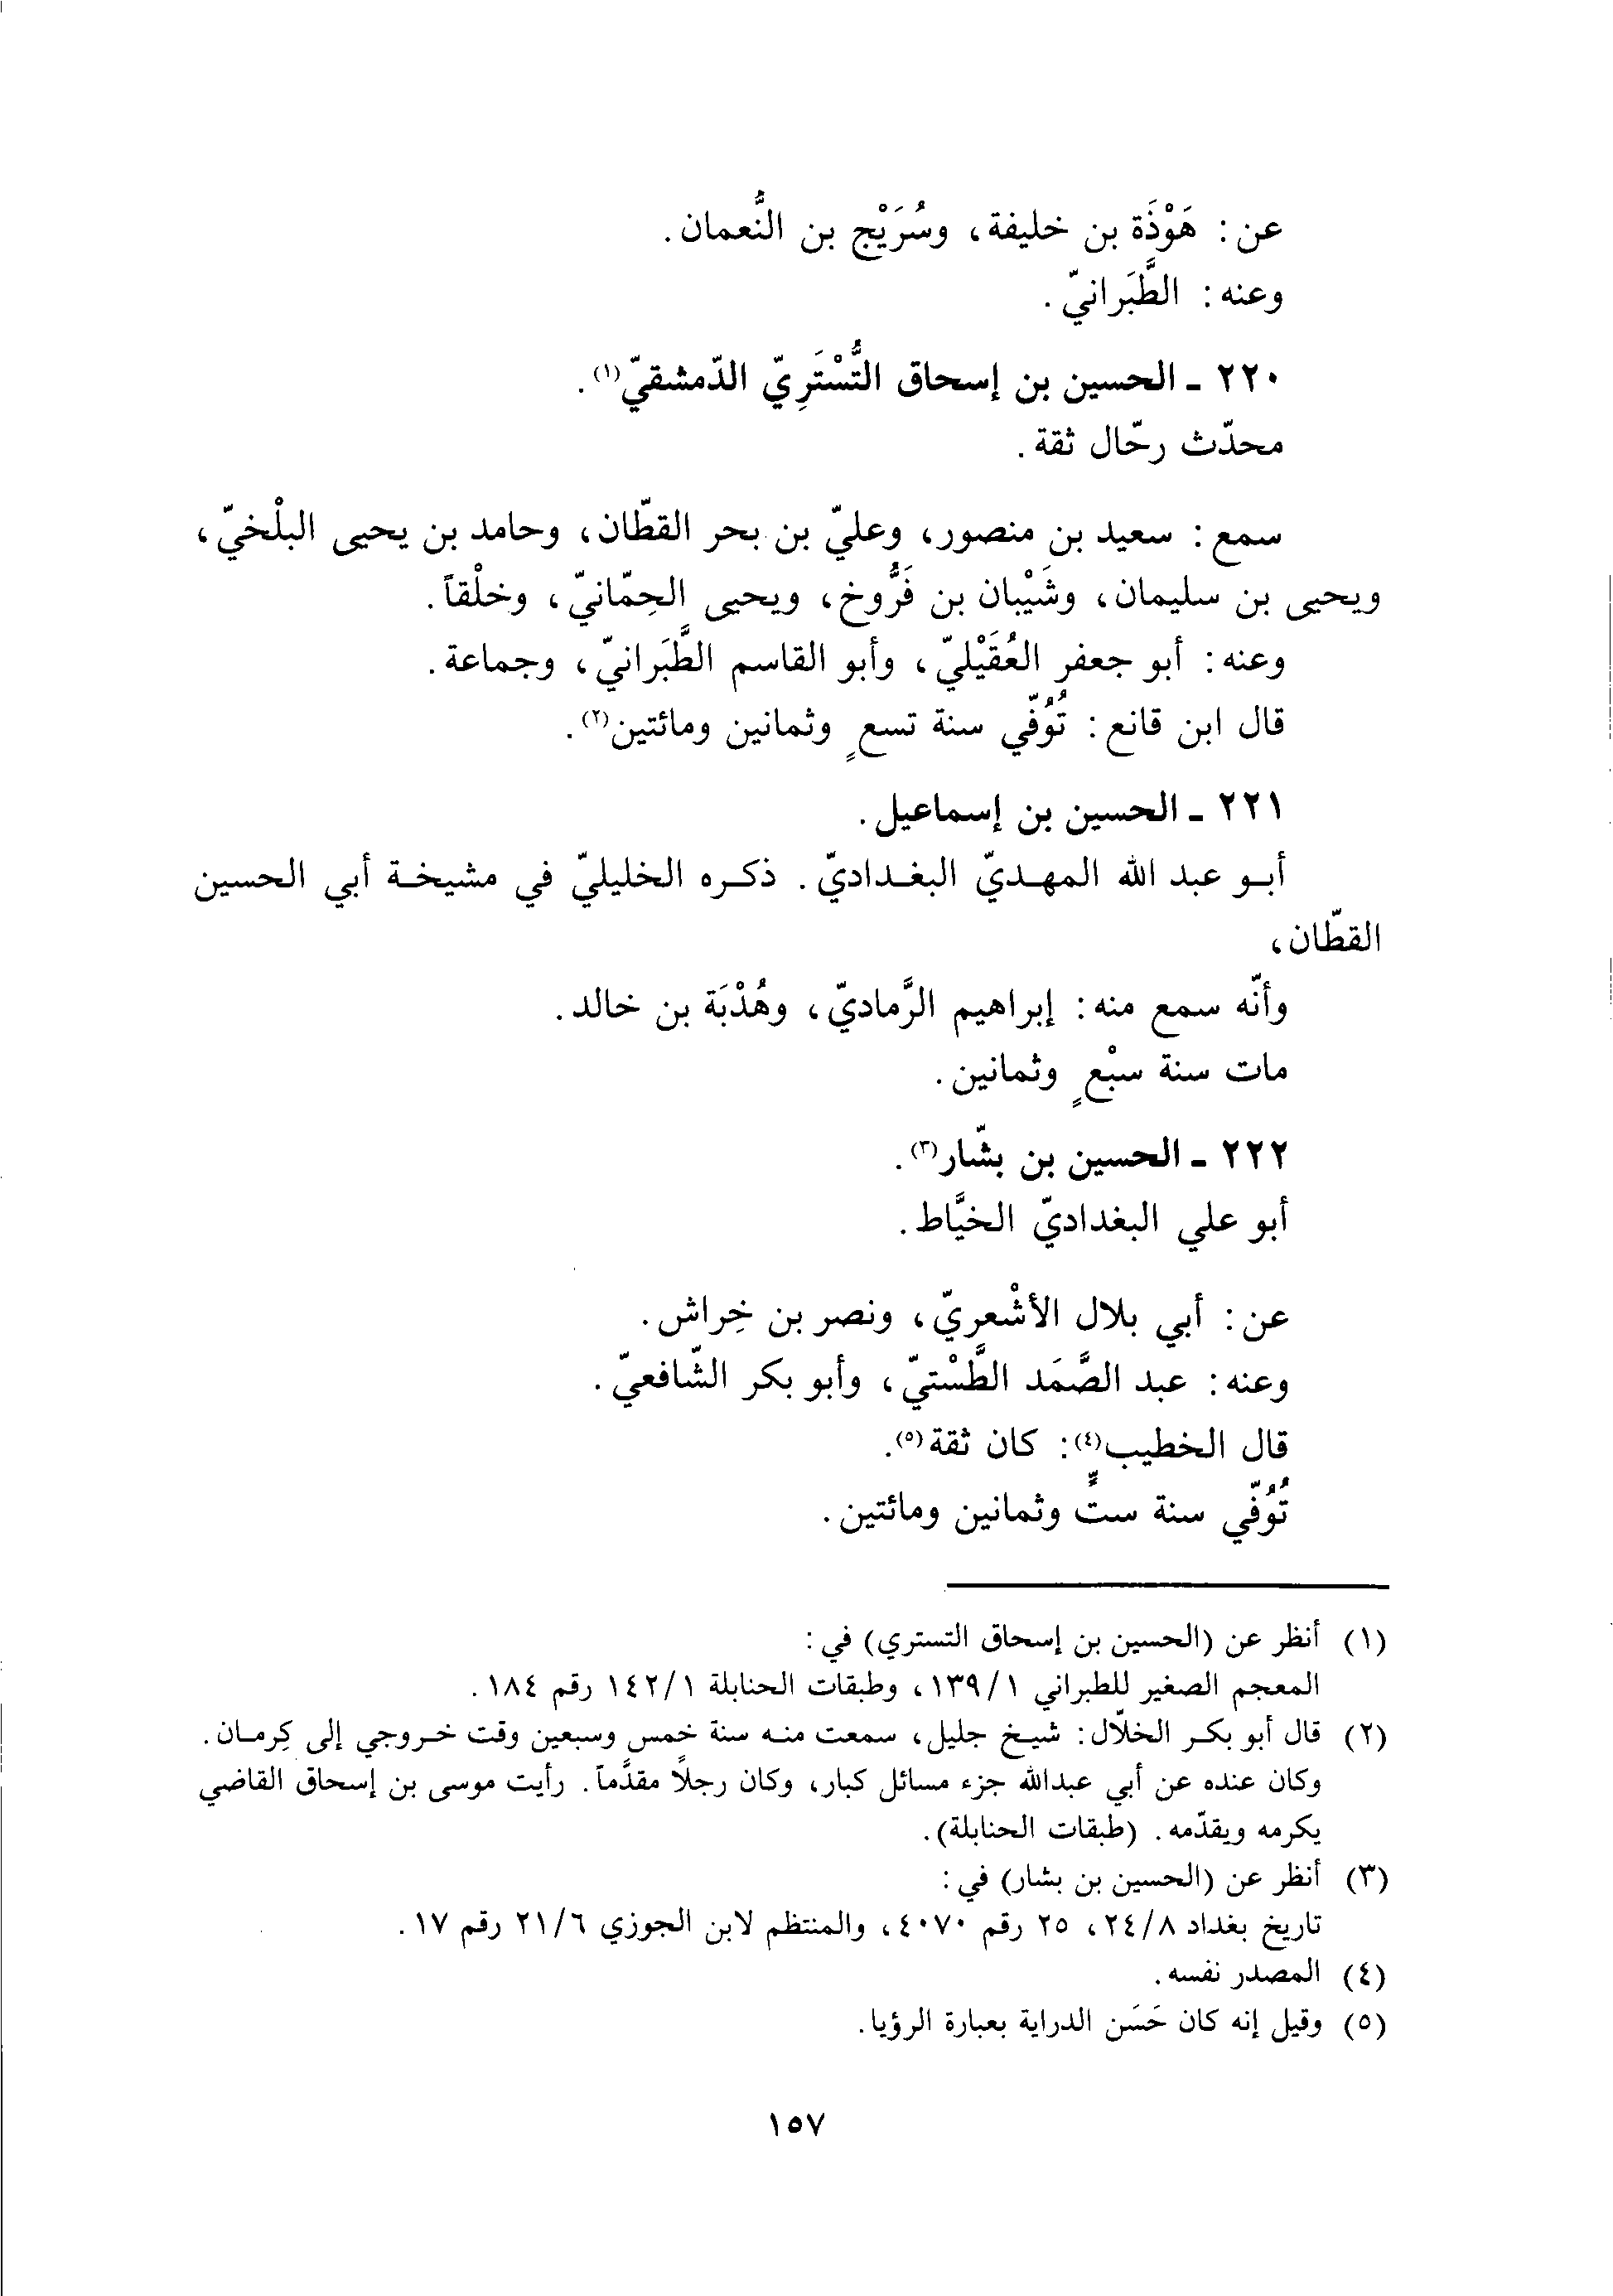 عن: هَوْذَة بن خليفة، وسُرَيْج بن النُّعمان.
وعنه: الطَّبَرانيّ.
٢٢٠ - الحسين بن إسحاق التُّسْتَرِيّ الدّمشقيّ(١).
محدّث رحّال ثقة.
سمع: سعيد بن منصور، وعليّ بن بحر القطّان، وحامد بن يحيى البلْخيّ،
ويحيى بن سليمان، وشَيْبان بن فَرُّوخ، ويحيى الحِمّانيّ، وخلْقاً.
وعنه: أبو جعفر العُقَيْليّ، وأبو القاسم الطَّبَرانيّ، وجماعة.
قال ابن قانع: تُوُفّي سنة تسعٍ وثمانين ومائتين(٢).
٢٢١ - الحسين بن إسماعيل.
أبو عبد الله المهديّ البغداديّ. ذكره الخليليّ في مشيخة أبي الحسين
القطّان،
وأنّه سمع منه: إبراهيم الرَّماديّ، وهُدْبَة بن خالد.
مات سنة سبْعٍ وثمانين.
٢٢٢ - الحسين بن بشّار(٣).
أبو علي البغداديّ الخيَّاط.
عن: أبي بلال الأشْعريّ، ونصر بن خِراش.
وعنه: عبد الصَّمَد الطَّسْتيّ، وأبو بكر الشّافعيّ.
قال الخطيب(٤): كان ثقة(٥).
تُوُفّي سنة ستٍّ وثمانين ومائتين.
(١) أنظر عن (الحسين بن إسحاق التستري) في:
المعجم الصغير للطبراني ١/١٣٩، وطبقات الحنابلة ١/١٤٢ رقم ١٨٤.
(٢) قال أبو بكر الخلّال: شيخ جليل، سمعت منه سنة خمس وسبعين وقت خروجي إلى كِرمان.
وكان عنده عن أبي عبدالله جزء مسائل كبار، وكان رجلاً مقدَّماً. رأيت موسى بن إسحاق القاضي
يكرمه ويقدّمه. (طبقات الحنابلة).
(٣) أنظر عن (الحسين بن بشار) في:
تاريخ بغداد ٨/٢٤، ٢٥ رقم ٤٠٧٠، والمنتظم لابن الجوزي ٦/٢١ رقم ١٧.
(٤) المصدر نفسه.
(٥) وقيل إنه كان حَسَن الدراية بعبارة الرؤيا.
١٥٧